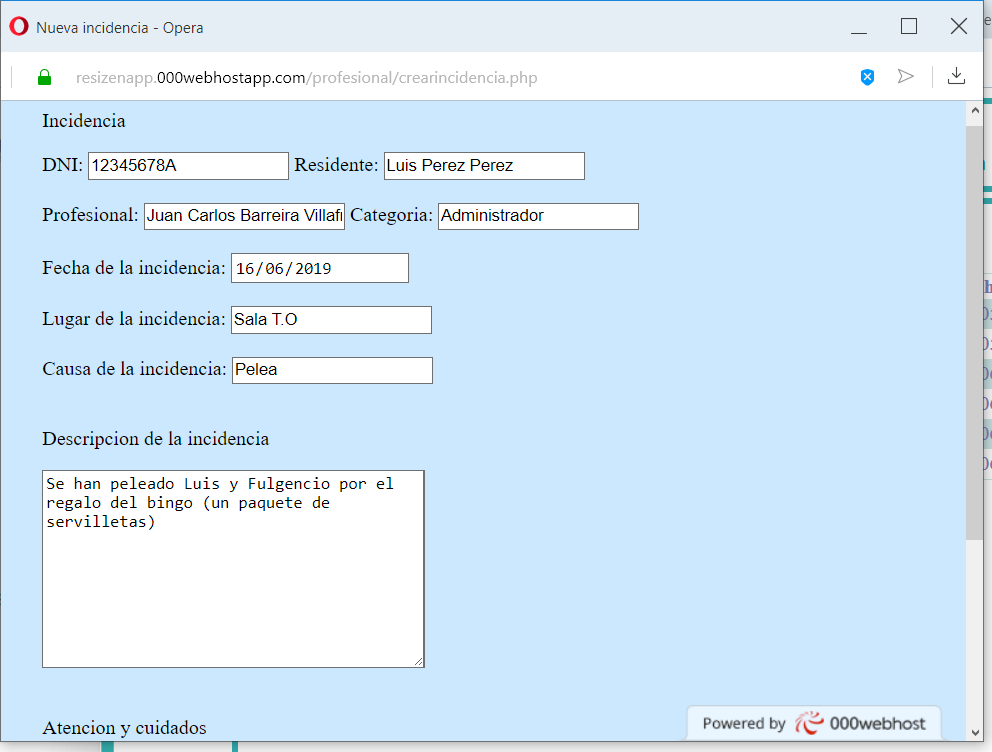 Nueva incidencia - Opera
resizenapp.000webhostapp.com/profesional/crearincidencia.php
Incidencia
DNI: 12345678A Residente: Luis Perez Perez
Profesional: Juan Carlos Barreira Villafi Categoria: Administrador
Fecha de la incidencia: 16/06/2019
Lugar de la incidencia: Sala T.O
Causa de la incidencia: Pelea
Descripcion de la incidencia
Se han peleado Luis y Fulgencio por el
regalo del bingo (un paquete de
servilletas)
Atencion y cuidados
Powered by 000webhost